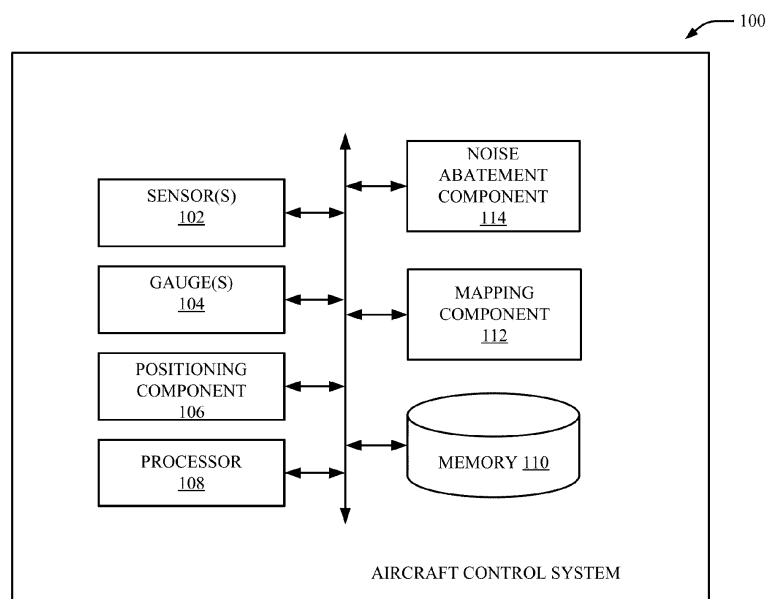 100
SENSOR(S)
102
GAUGE(S)
104
POSITIONING
COMPONENT
106
PROCESSOR
108
NOISE
ABATEMENT
COMPONENT
114
MAPPING
COMPONENT
112
MEMORY 110
AIRCRAFT CONTROL SYSTEM